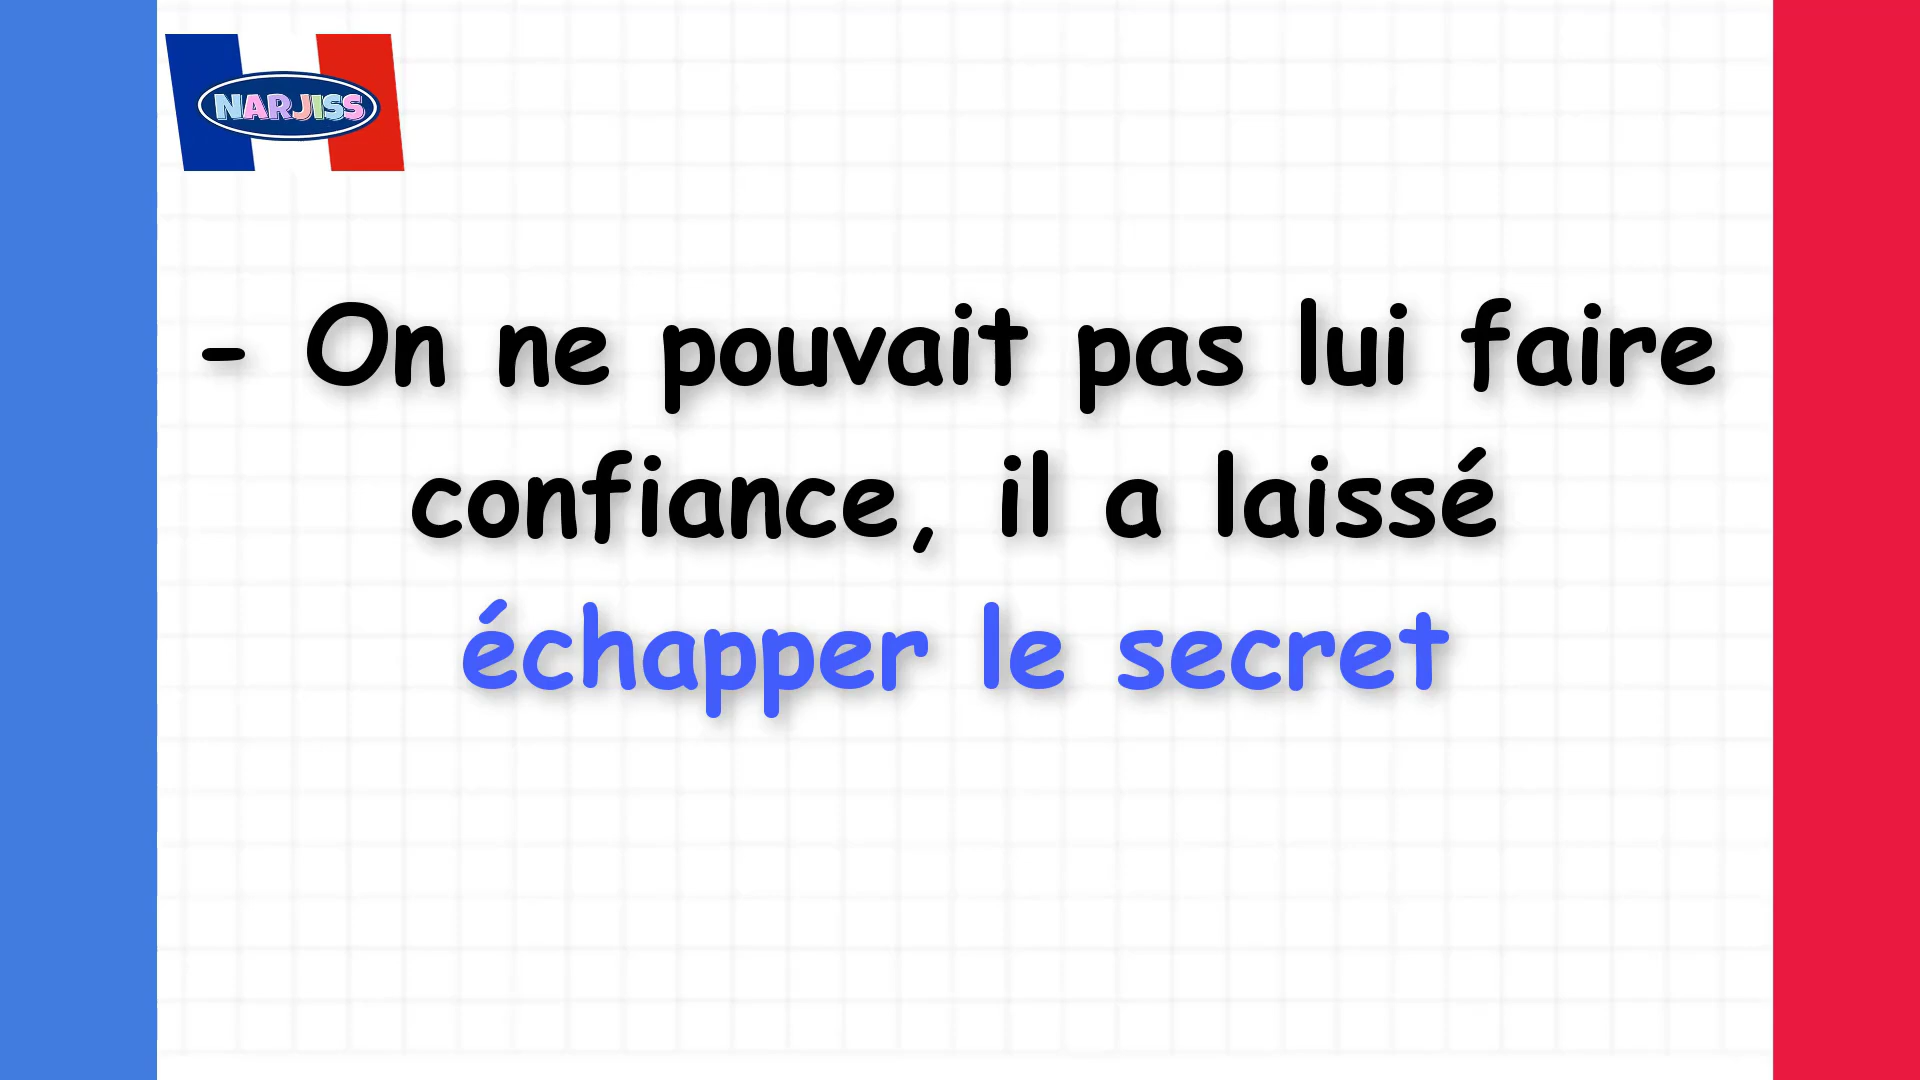 NARJISS
- On ne pouvait pas lui faire
confiance, il a laissé
échapper le secret